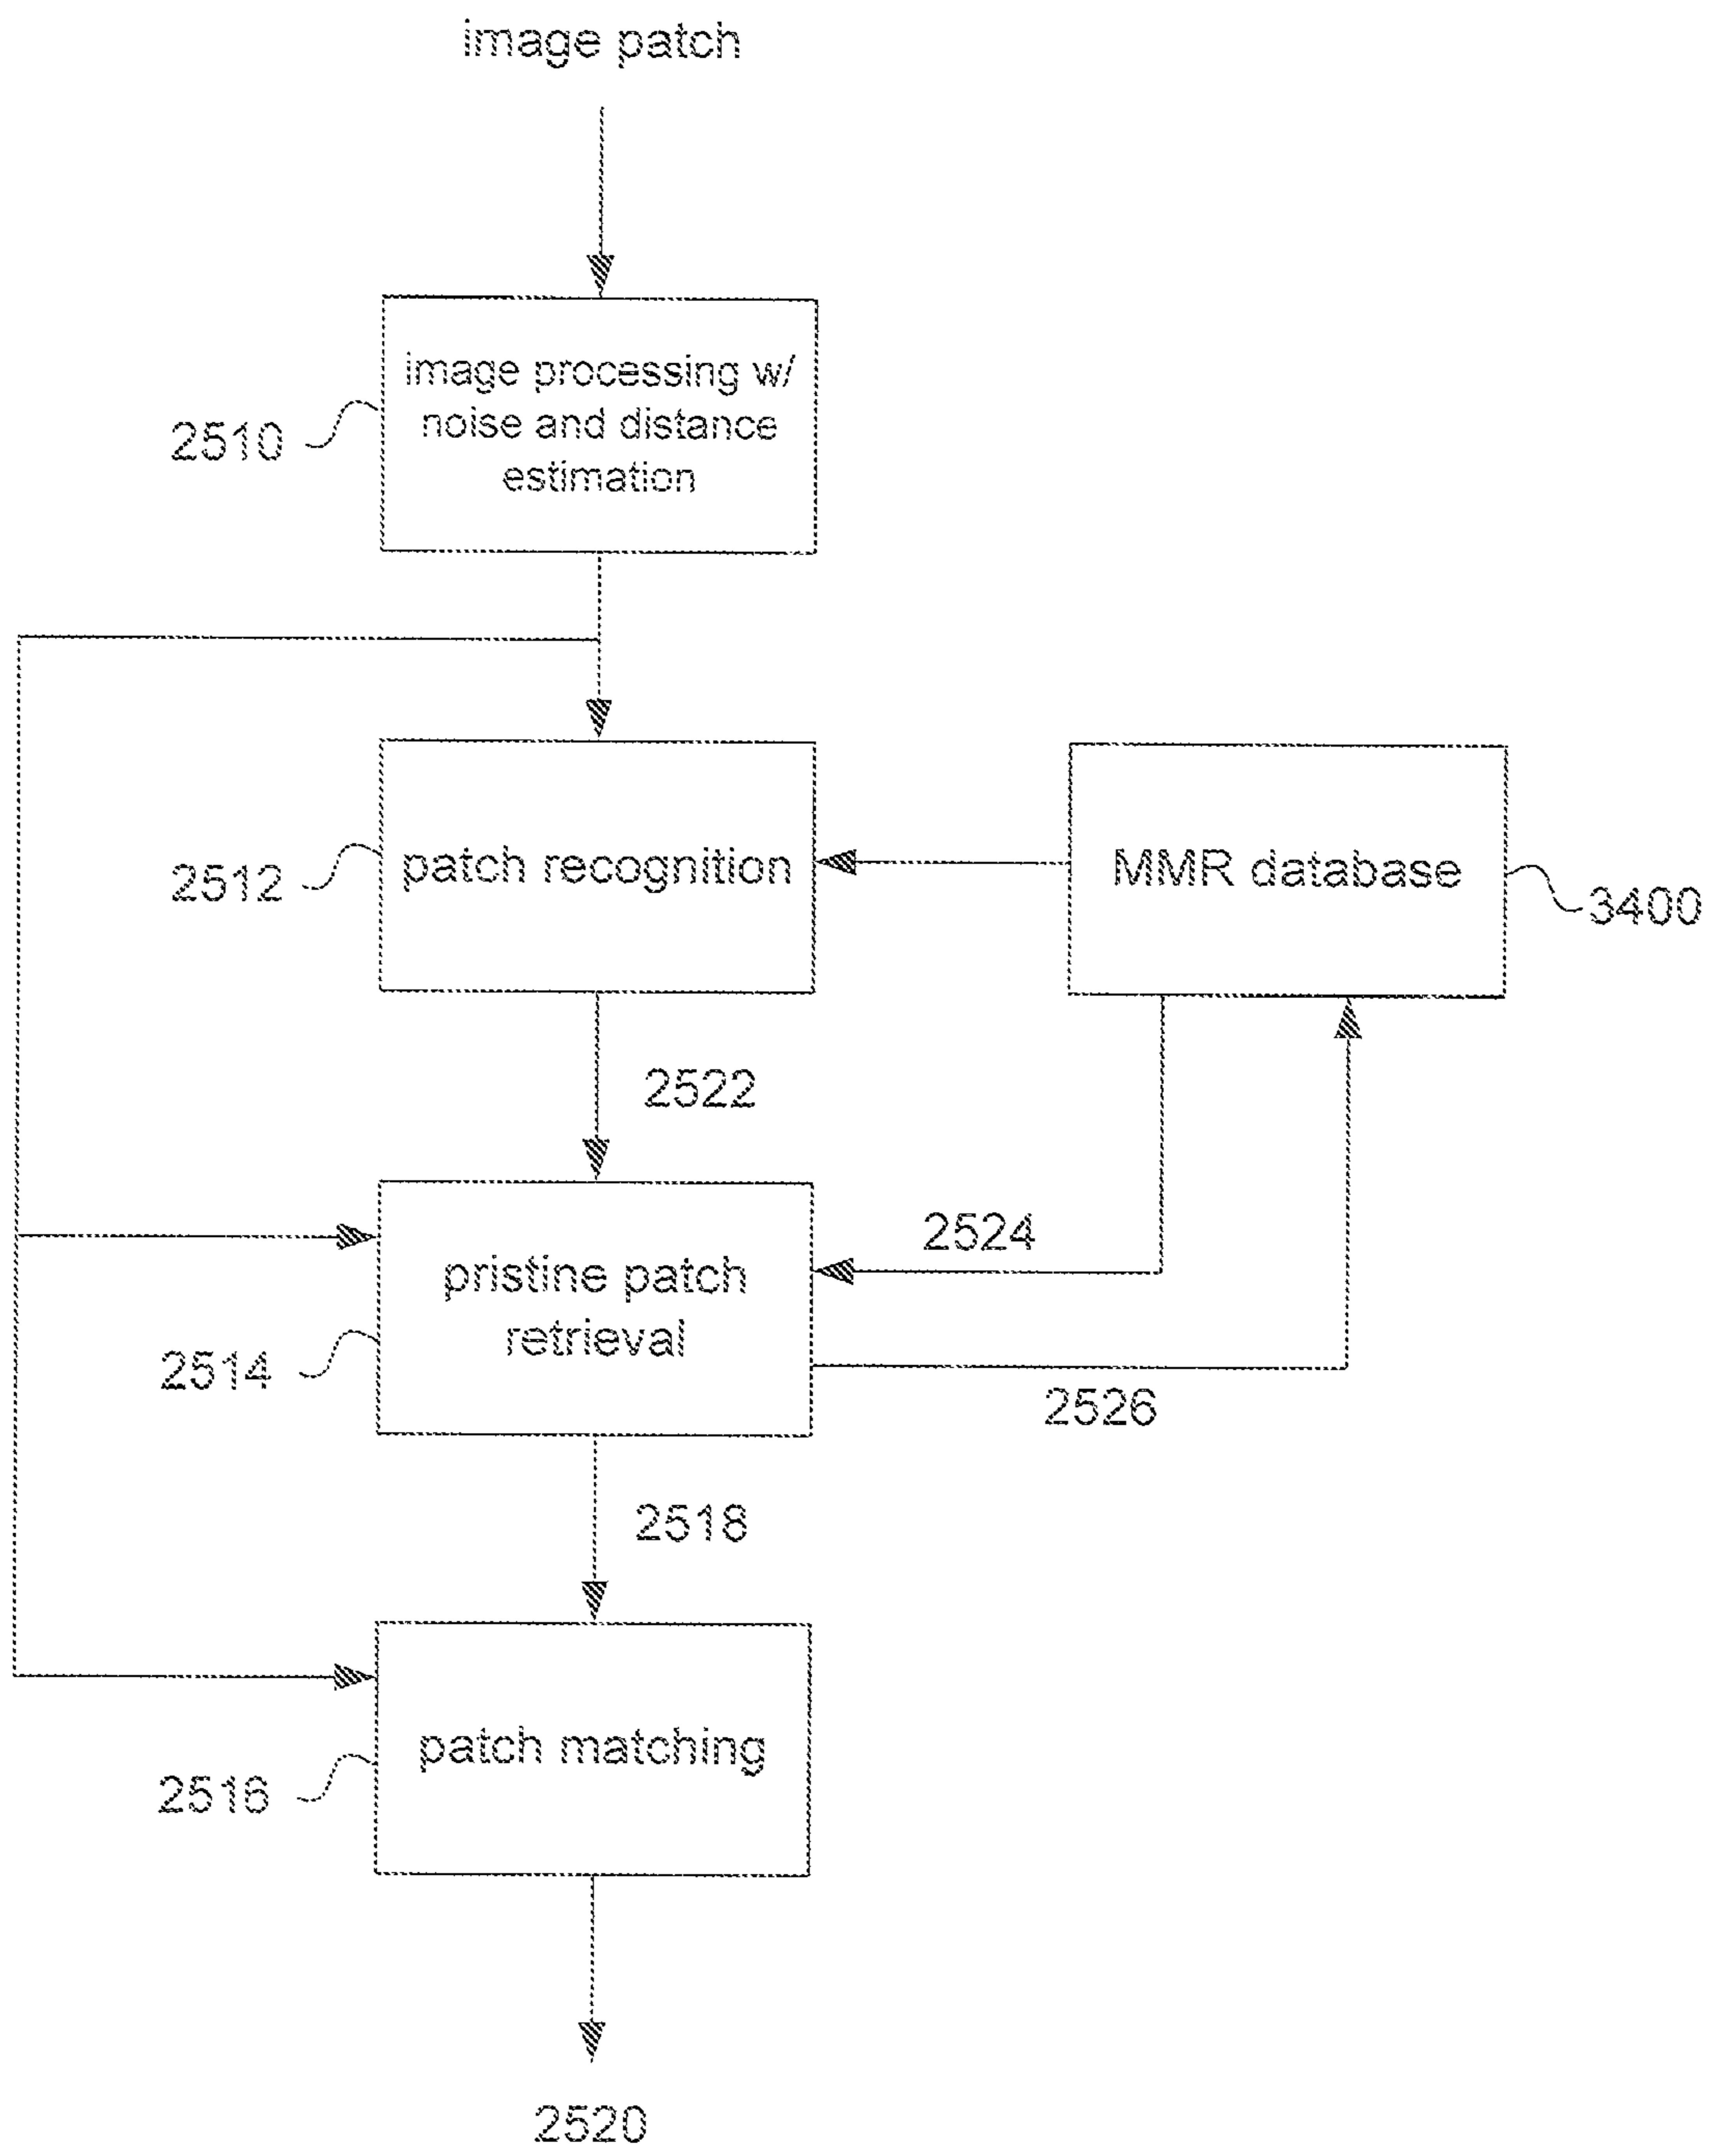 image patch
image processing w/
noise and distance
estimation
2510
patch recognition
2512
MMR database
3400
2522
2524
pristine patch
retrieval
2514
2526
2518
patch matching
2516
2520